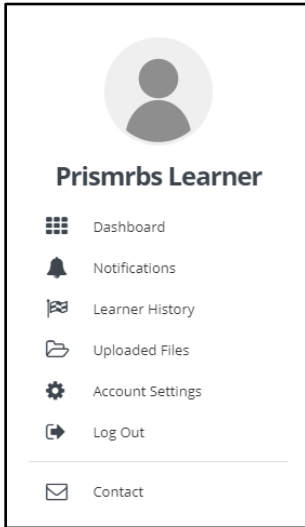 Prismrbs Learner
Dashboard
Notifications
Learner History
Uploaded Files
Account Settings
Log Out
Contact